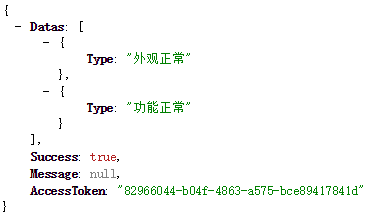 {
- Datas: [
- {
Type: "外观正常"
},
- {
Type: "功能正常"
}
],
Success: true,
Message: null,
AccessToken: "82966044-b04f-4863-a575-bce89417841d"
}